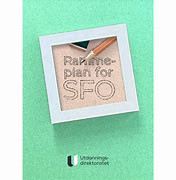 Ramme-
plan for
SFO
Utdannings-
direktoratet